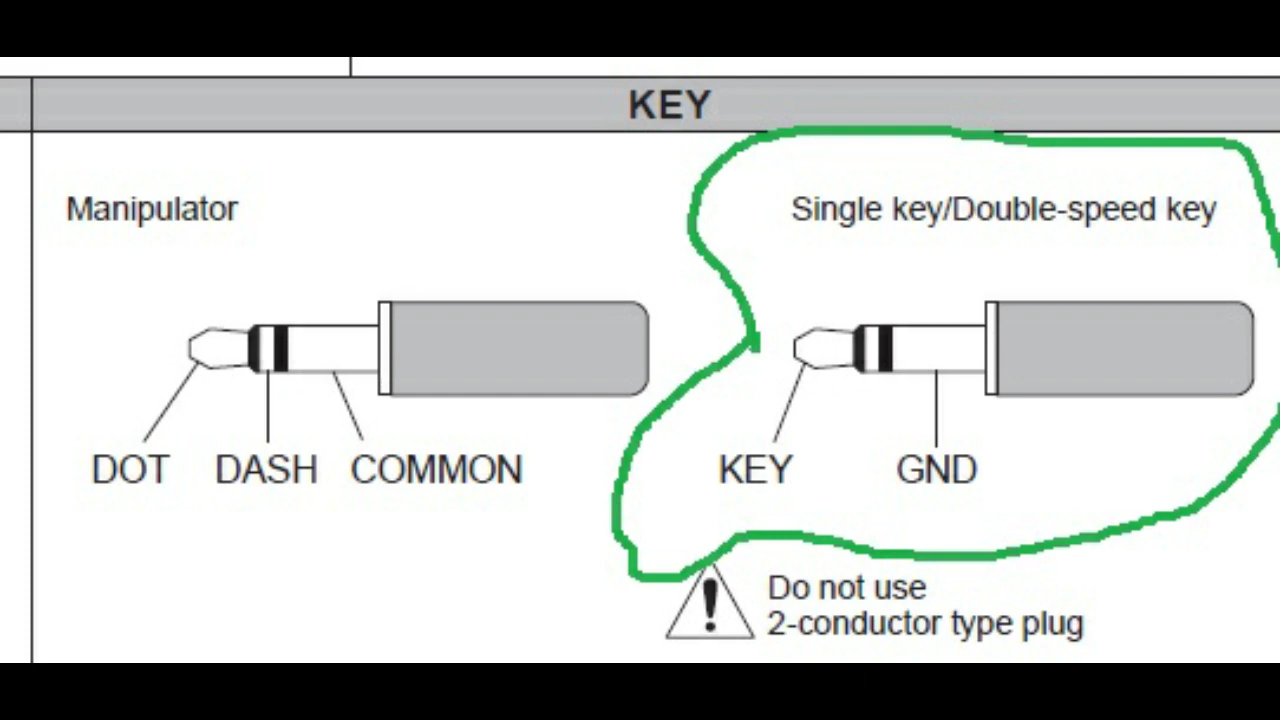 KEY
Manipulator
Single key/Double-speed key
DOT DASH COMMON
KEY GND
Do not use
2-conductor type plug